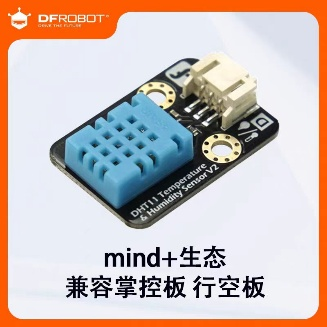 DFROBOT
DRIVE THE FUTURE
DHT11 Temperature
& Humidity Sensor V2
D
mind+生态
兼容掌控板 行空板